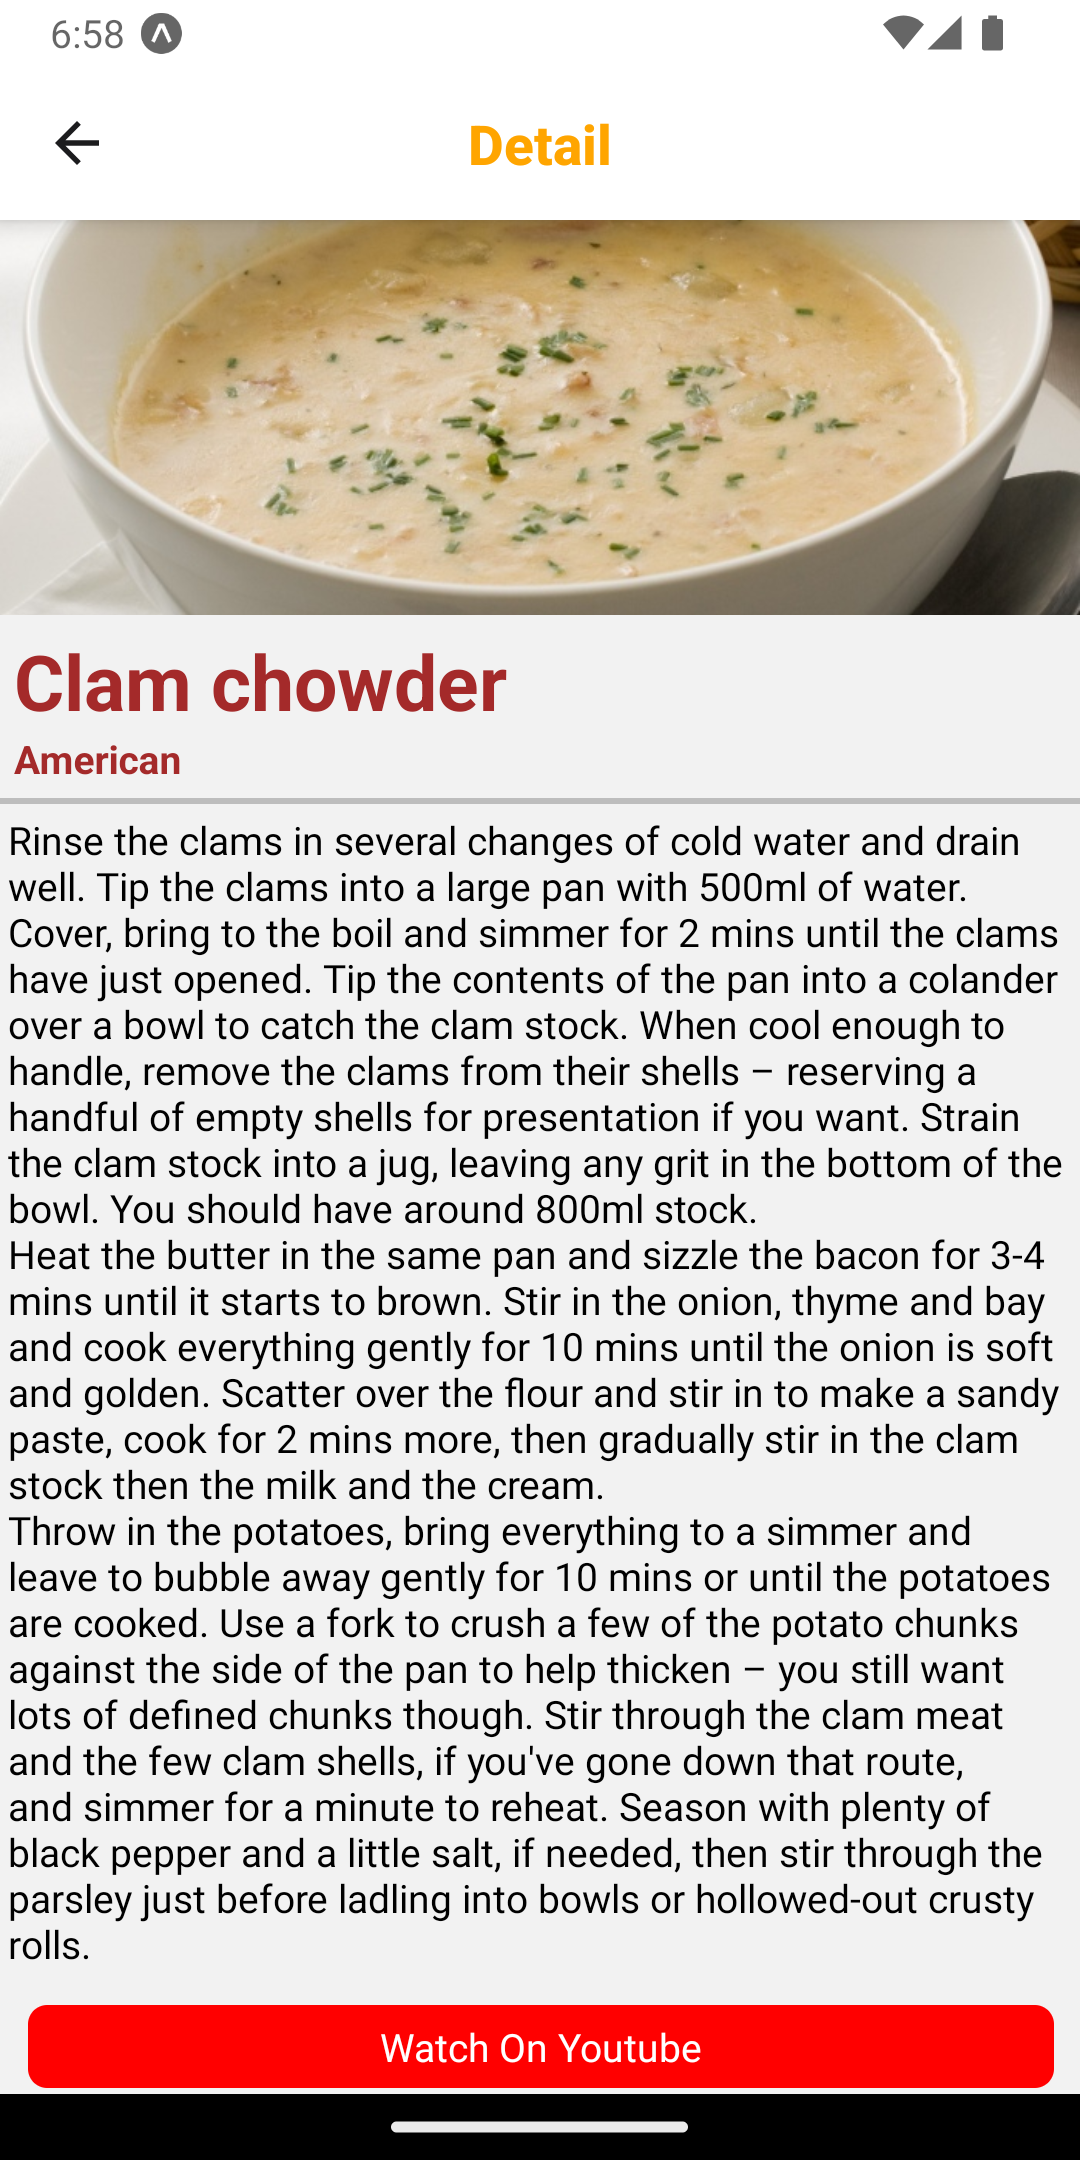 6:58
Detail
Clam chowder
American
Rinse the clams in several changes of cold water and drain
well. Tip the clams into a large pan with 500ml of water.
Cover, bring to the boil and simmer for 2 mins until the clams
have just opened. Tip the contents of the pan into a colander
over a bowl to catch the clam stock. When cool enough to
handle, remove the clams from their shells – reserving a
handful of empty shells for presentation if you want. Strain
the clam stock into a jug, leaving any grit in the bottom of the
bowl. You should have around 800ml stock.
Heat the butter in the same pan and sizzle the bacon for 3-4
mins until it starts to brown. Stir in the onion, thyme and bay
and cook everything gently for 10 mins until the onion is soft
and golden. Scatter over the flour and stir in to make a sandy
paste, cook for 2 mins more, then gradually stir in the clam
stock then the milk and the cream.
Throw in the potatoes, bring everything to a simmer and
leave to bubble away gently for 10 mins or until the potatoes
are cooked. Use a fork to crush a few of the potato chunks
against the side of the pan to help thicken – you still want
lots of defined chunks though. Stir through the clam meat
and the few clam shells, if you've gone down that route,
and simmer for a minute to reheat. Season with plenty of
black pepper and a little salt, if needed, then stir through the
parsley just before ladling into bowls or hollowed-out crusty
rolls.
Watch On Youtube